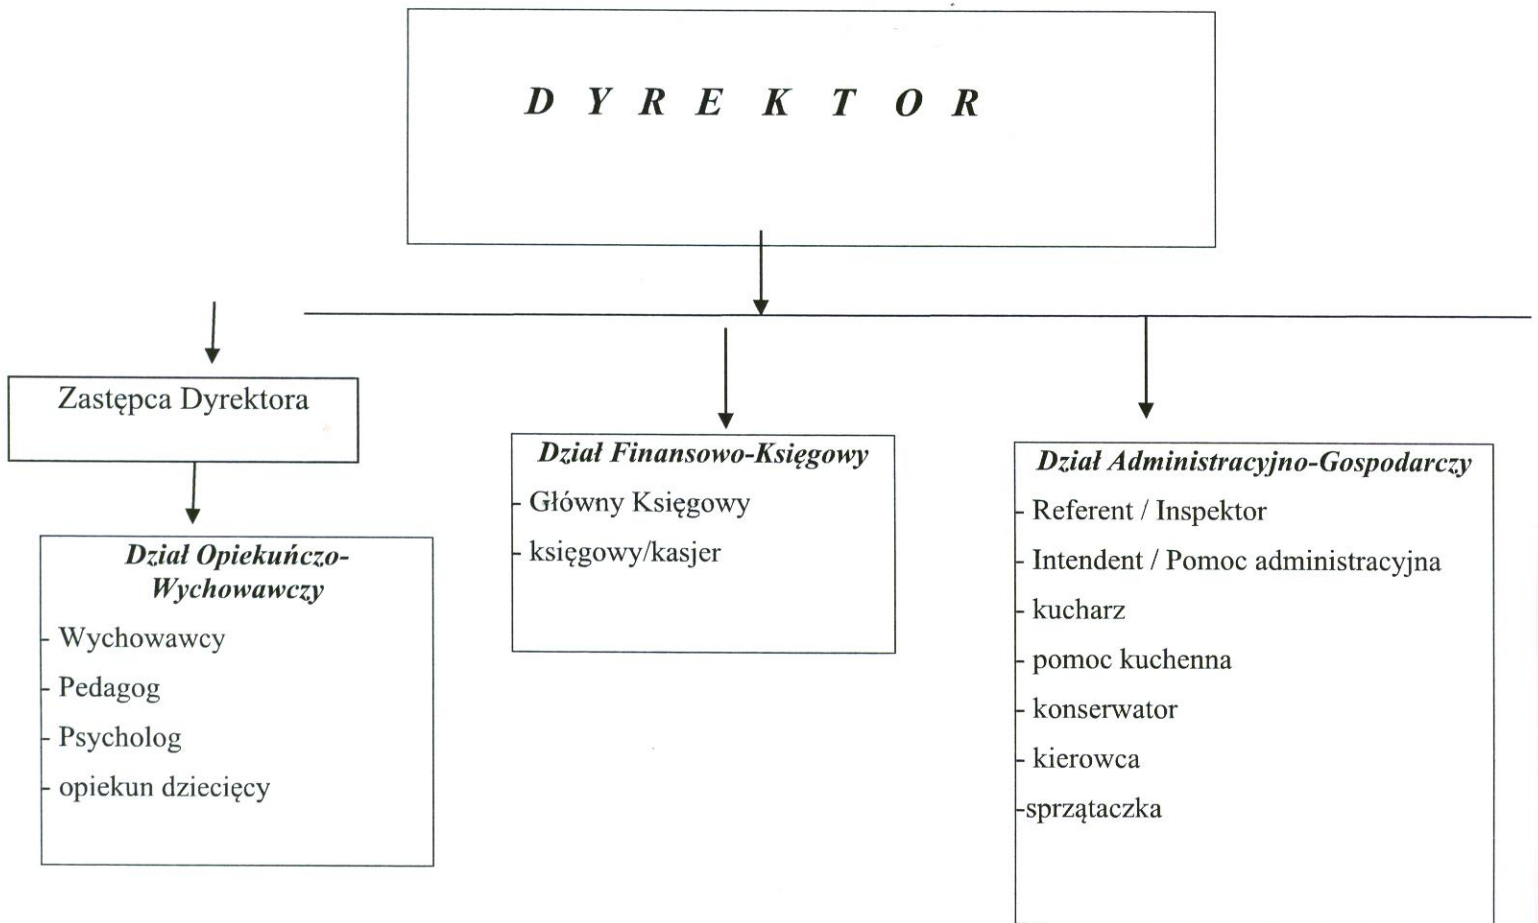 D Y R E K T O R
Zastępca Dyrektora
Dział Opiekuńczo-
Wychowawczy
- Wychowawcy
- Pedagog
- Psycholog
- opiekun dziecięcy
Dział Finansowo-Księgowy
- Główny Księgowy
- księgowy/kasjer
Dział Administracyjno-Gospodarczy
- Referent / Inspektor
- Intendent / Pomoc administracyjna
- kucharz
- pomoc kuchenna
- konserwator
- kierowca
-sprzątaczka